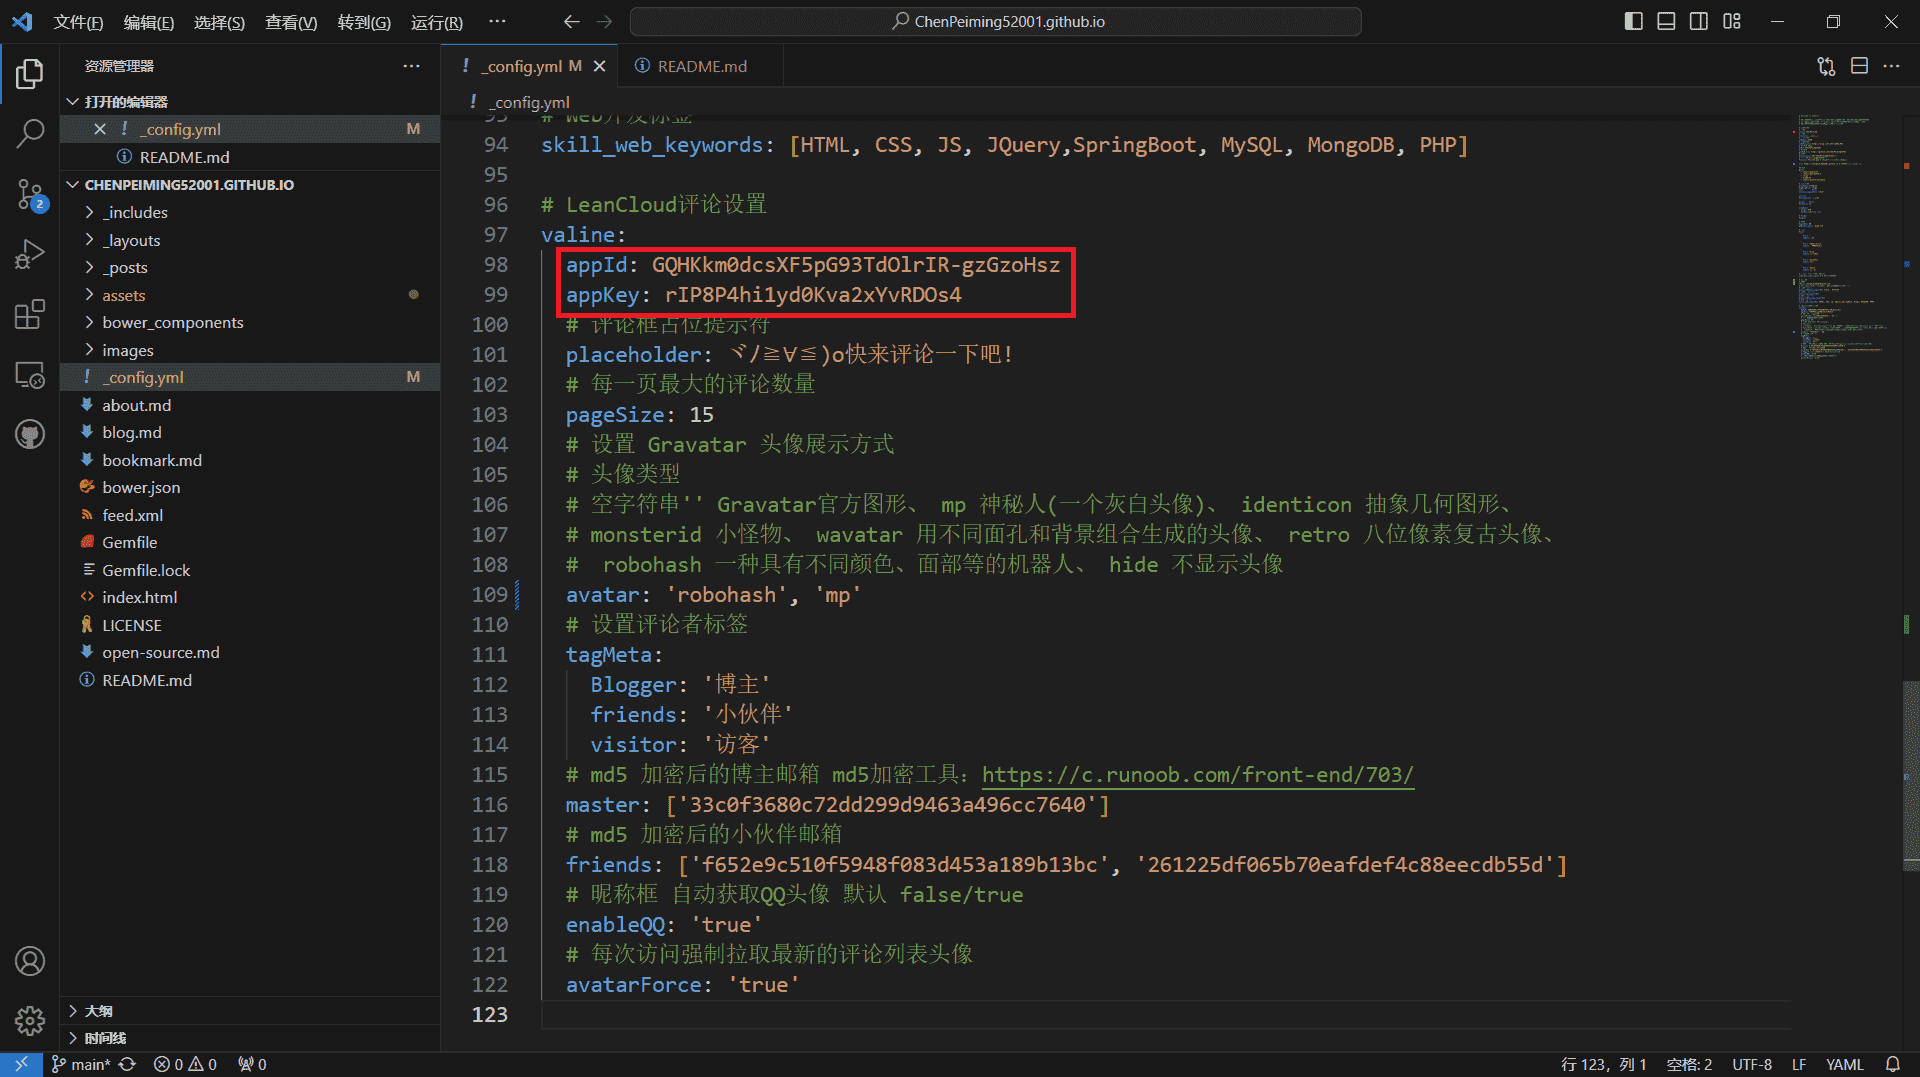 文件(F) 编辑(E) 选择(S) 查看(V) 转到(G) 运行(R) ··· ChenPeiming52001.github.io
资源管理器 ···
打开的编辑器
! _config.yml M
README.md
CHENPEIMING52001.GITHUB.IO
_includes
_layouts
_posts
assets
bower_components
images
! _config.yml M
about.md
blog.md
bookmark.md
bower.json
feed.xml
Gemfile
Gemfile.lock
index.html
LICENSE
open-source.md
README.md
大纲
时间线
2
! _config.yml M
README.md
! _config.yml
93 # Web开发标签
94 skill_web_keywords: [HTML, CSS, JS, JQuery,SpringBoot, MySQL, MongoDB, PHP]
95
96 # LeanCloud评论设置
97 valine:
98 appId: GQHKkm0dcsXF5pG93TdOlrIR-gzGzoHsz
99 appKey: rIP8P4hi1yd0Kva2xYvRDOs4
100 # 评论框占位提示符
101 placeholder: ヾﾉ≧∀≦)o快来评论一下吧!
102 # 每一页最大的评论数量
103 pageSize: 15
104 # 设置 Gravatar 头像展示方式
105 # 头像类型
106 # 空字符串'' Gravatar官方图形、 mp 神秘人(一个灰白头像)、 identicon 抽象几何图形、
107 # monsterid 小怪物、 wavatar 用不同面孔和背景组合生成的头像、 retro 八位像素复古头像、
108 # robohash 一种具有不同颜色、面部等的机器人、 hide 不显示头像
109 avatar: 'robohash', 'mp'
110 # 设置评论者标签
111 tagMeta:
112 Blogger: '博主'
113 friends: '小伙伴'
114 visitor: '访客'
115 # md5 加密后的博主邮箱 md5加密工具：https://c.runoob.com/front-end/703/
116 master: ['33c0f3680c72dd299d9463a496cc7640']
117 # md5 加密后的小伙伴邮箱
118 friends: ['f652e9c510f5948f083d453a189b13bc', '261225df065b70eafdef4c88eecdb55d']
119 # 昵称框 自动获取QQ头像 默认 false/true
120 enableQQ: 'true'
121 # 每次访问强制拉取最新的评论列表头像
122 avatarForce: 'true'
123
main* 0 0 0 行 123，列 1 空格: 2 UTF-8 LF YAML